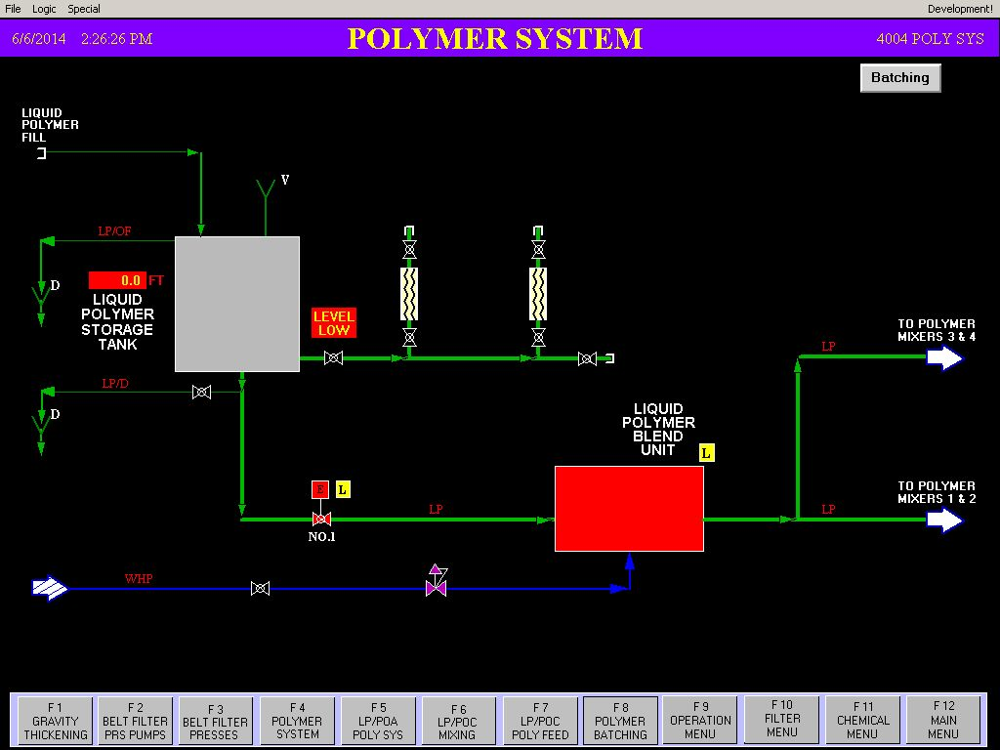 File Logic Special Development!
6/6/2014 2:26:26 PM POLYMER SYSTEM 4004 POLY SYS
Batching
LIQUID
POLYMER
FILL
V
LP/OF
D
0.0 FT
LIQUID
POLYMER
STORAGE
TANK
LEVEL
LOW
TO POLYMER
MIXERS 3 & 4
LP
LP/D
D
LIQUID
POLYMER
BLEND
UNIT
L
E L
LP
NO.1
TO POLYMER
MIXERS 1 & 2
LP
WHP
F 1
GRAVITY
THICKENING
F 2
BELT FILTER
PRS PUMPS
F 3
BELT FILTER
PRESSES
F 4
POLYMER
SYSTEM
F 5
LP/POA
POLY SYS
F 6
LP/POC
MIXING
F 7
LP/POC
POLY FEED
F 8
POLYMER
BATCHING
F 9
OPERATION
MENU
F 10
FILTER
MENU
F 11
CHEMICAL
MENU
F 12
MAIN
MENU